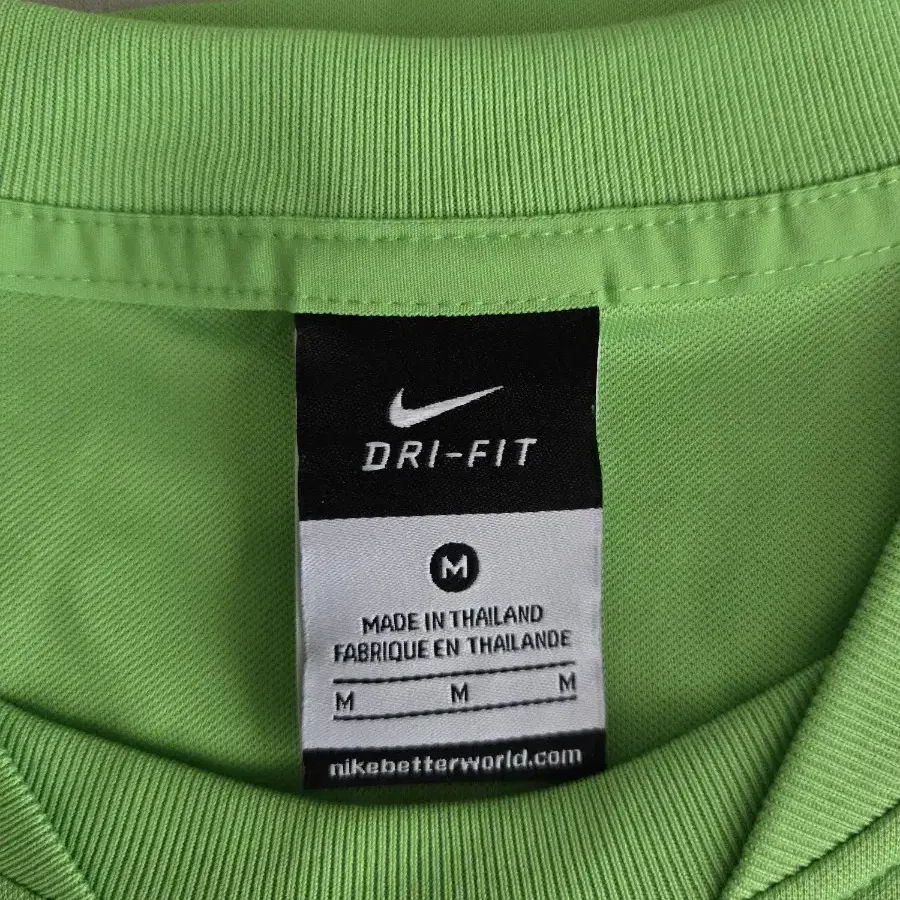 DRI-FIT
M
MADE IN THAILAND
FABRIQUE EN THAILANDE
M M M
nikebetterworld.com